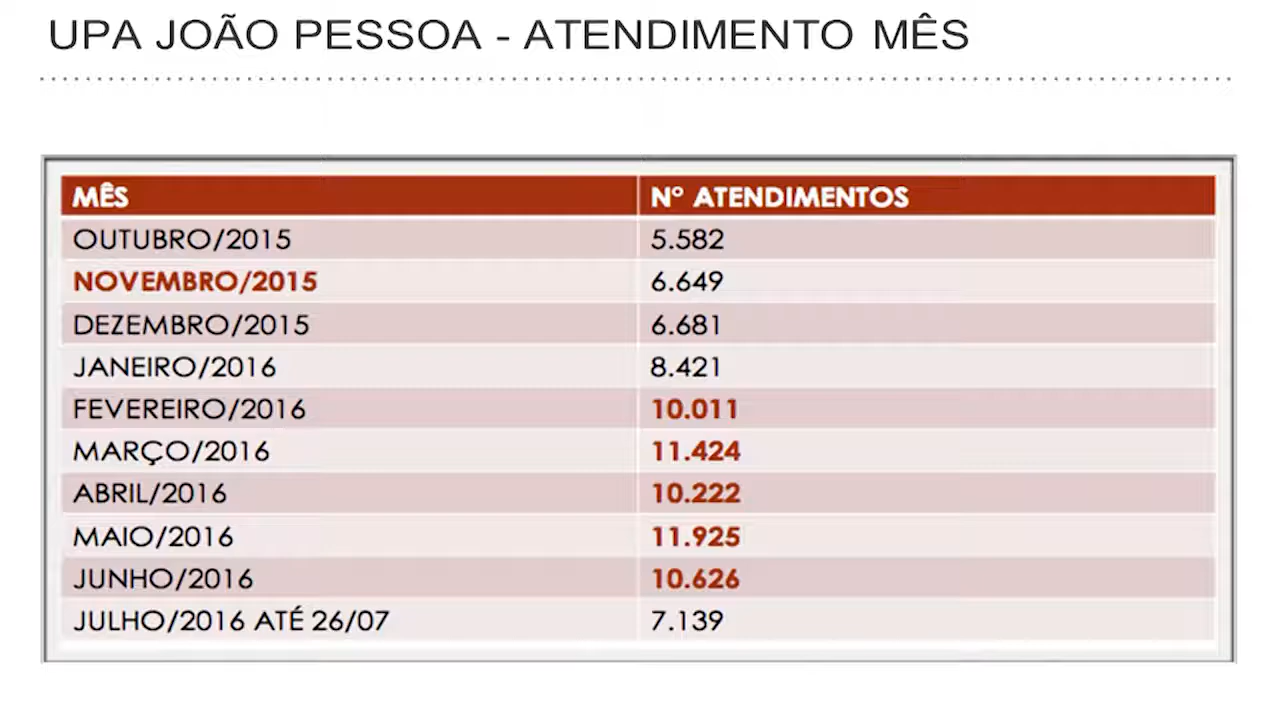 UPA JOÃO PESSOA - ATENDIMENTO MÊS
MÊS Nº ATENDIMENTOS
OUTUBRO/2015 5.582
NOVEMBRO/2015 6.649
DEZEMBRO/2015 6.681
JANEIRO/2016 8.421
FEVEREIRO/2016 10.011
MARÇO/2016 11.424
ABRIL/2016 10.222
MAIO/2016 11.925
JUNHO/2016 10.626
JULHO/2016 ATÉ 26/07 7.139